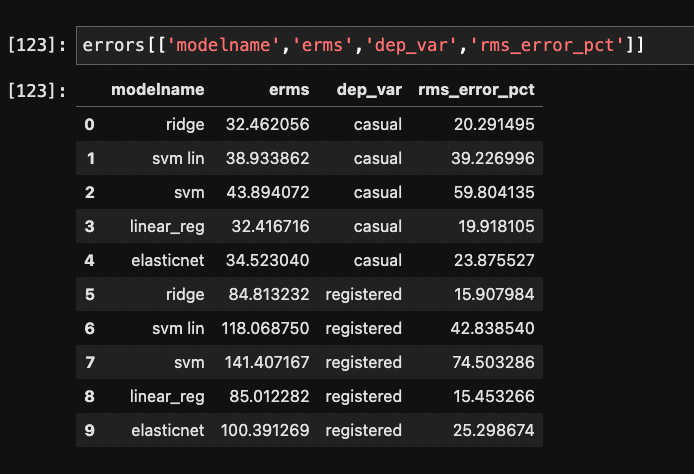 [123]: errors[['modelname','erms','dep_var','rms_error_pct']]
[123]:
modelname erms dep_var rms_error_pct
0 ridge 32.462056 casual 20.291495
1 svm lin 38.933862 casual 39.226996
2 svm 43.894072 casual 59.804135
3 linear_reg 32.416716 casual 19.918105
4 elasticnet 34.523040 casual 23.875527
5 ridge 84.813232 registered 15.907984
6 svm lin 118.068750 registered 42.838540
7 svm 141.407167 registered 74.503286
8 linear_reg 85.012282 registered 15.453266
9 elasticnet 100.391269 registered 25.298674